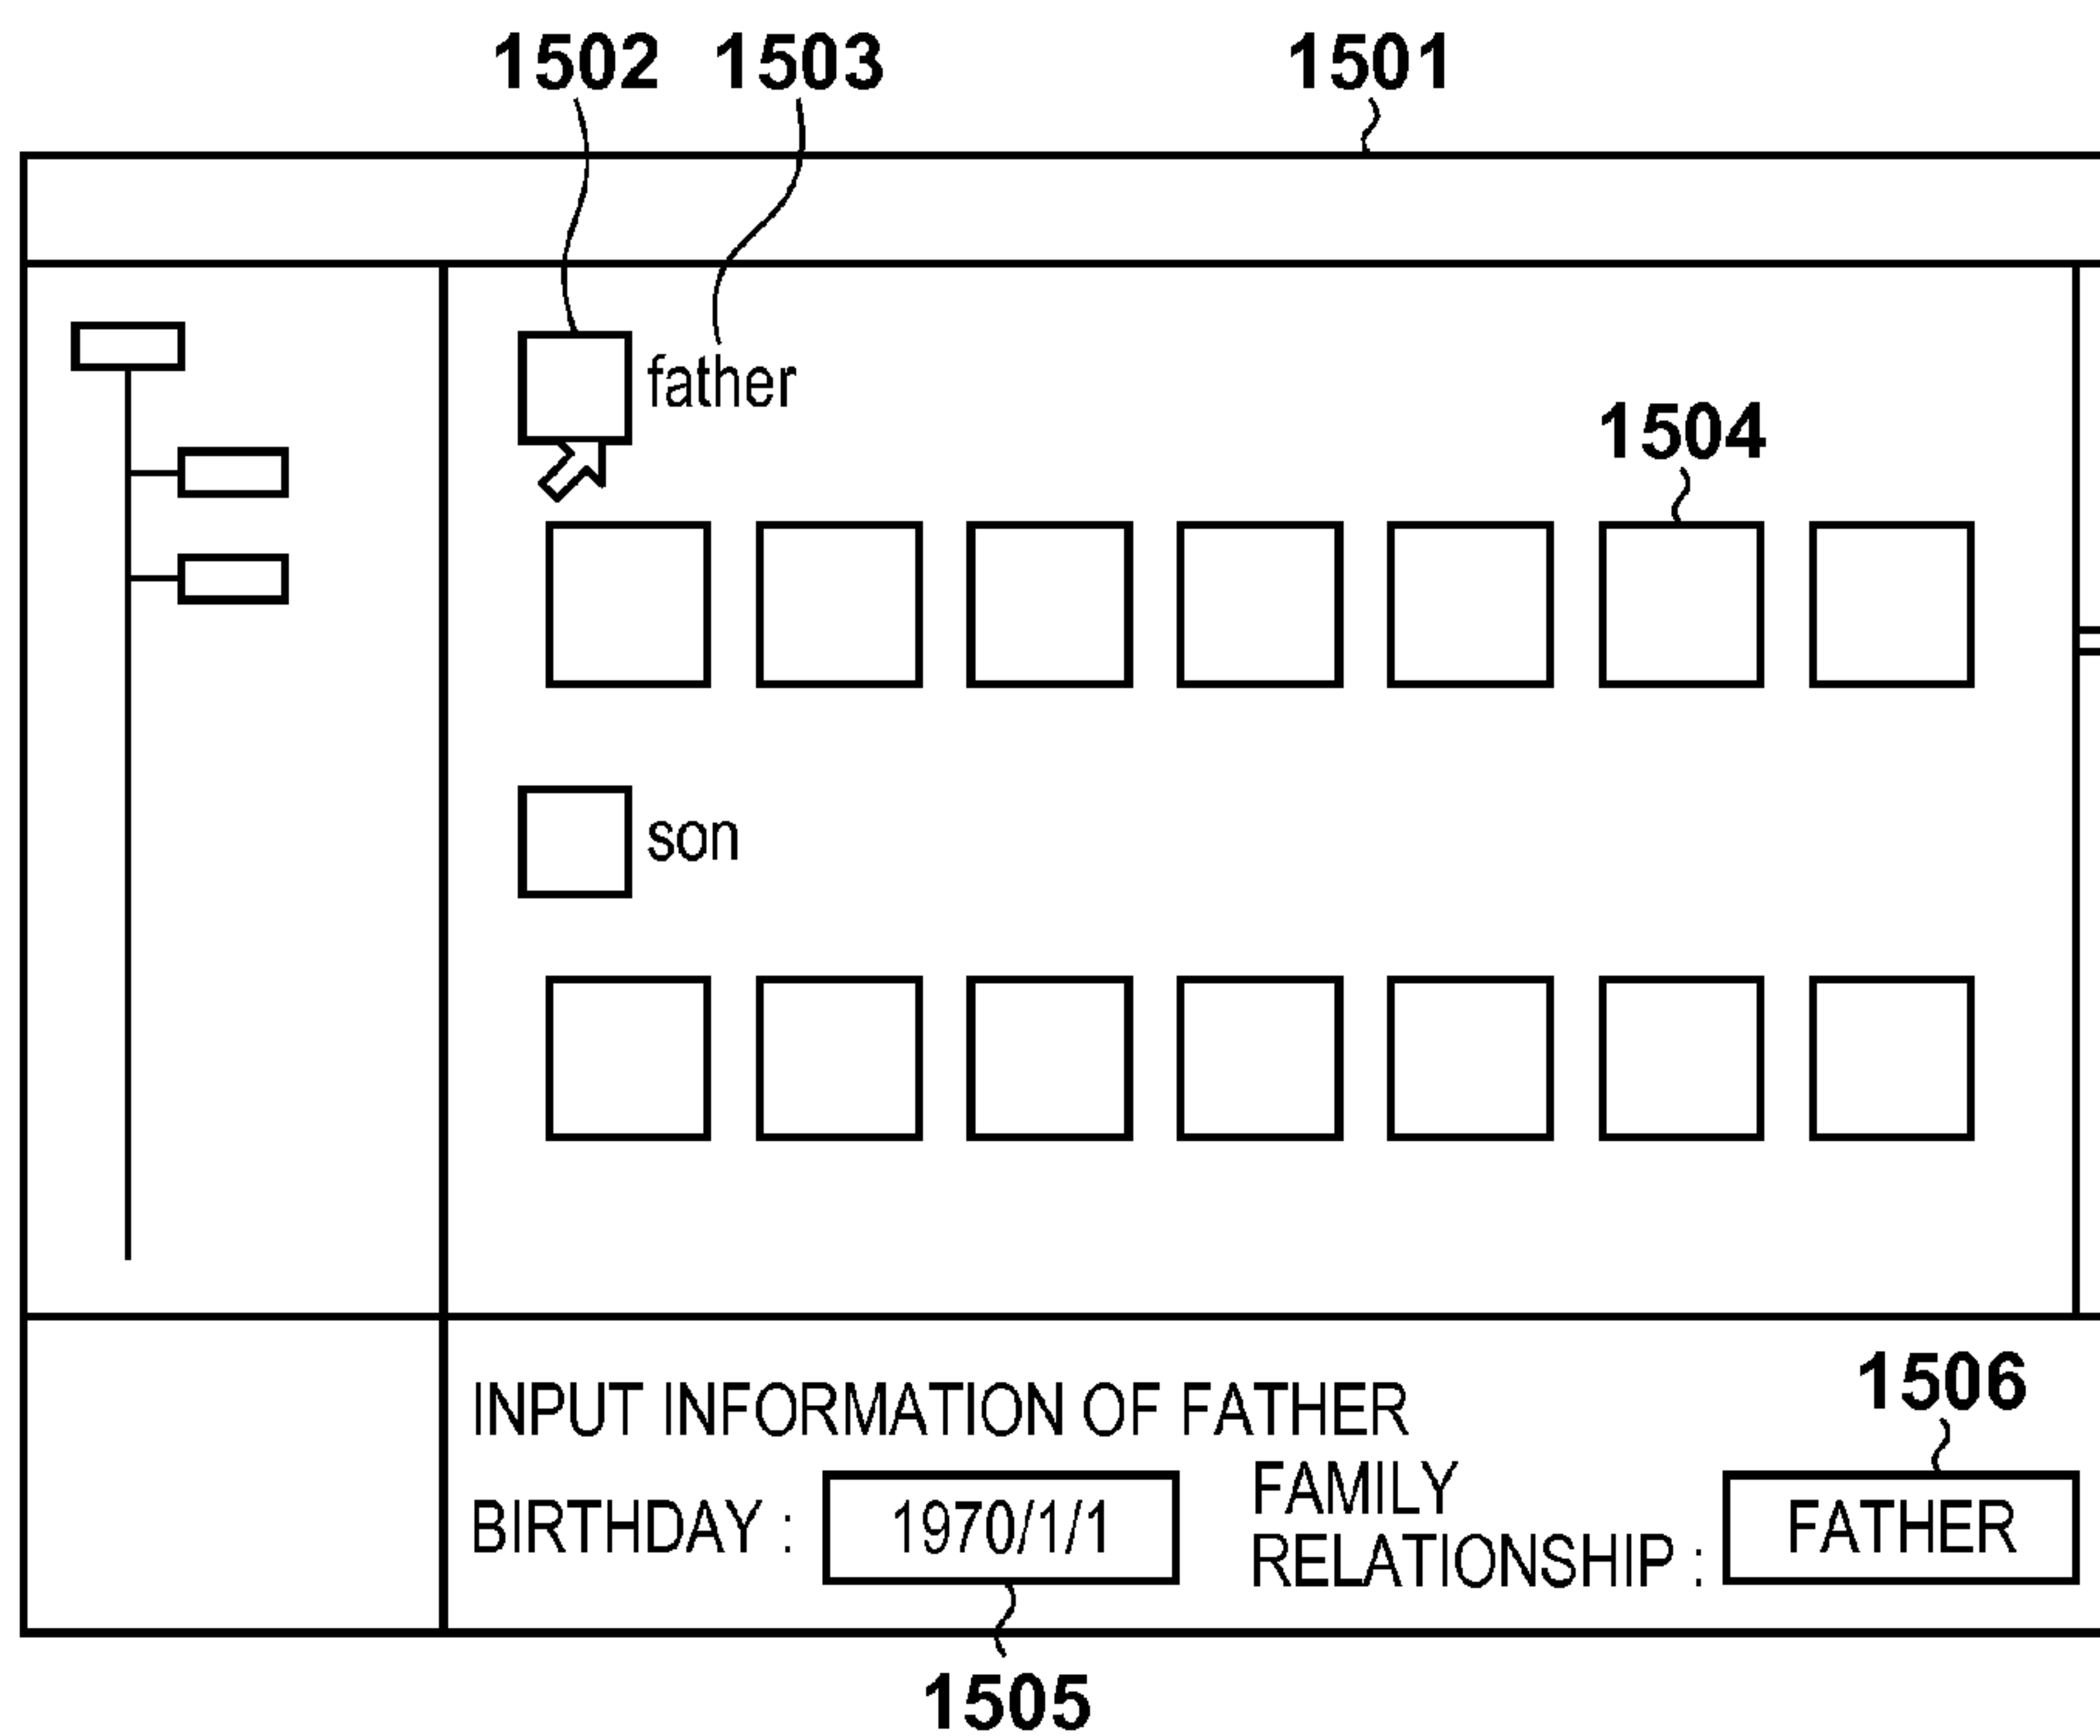 1502 1503 1501
father
1504
son
1506
INPUT INFORMATION OF FATHER
BIRTHDAY : 1970/1/1 FAMILY RELATIONSHIP : FATHER
1505